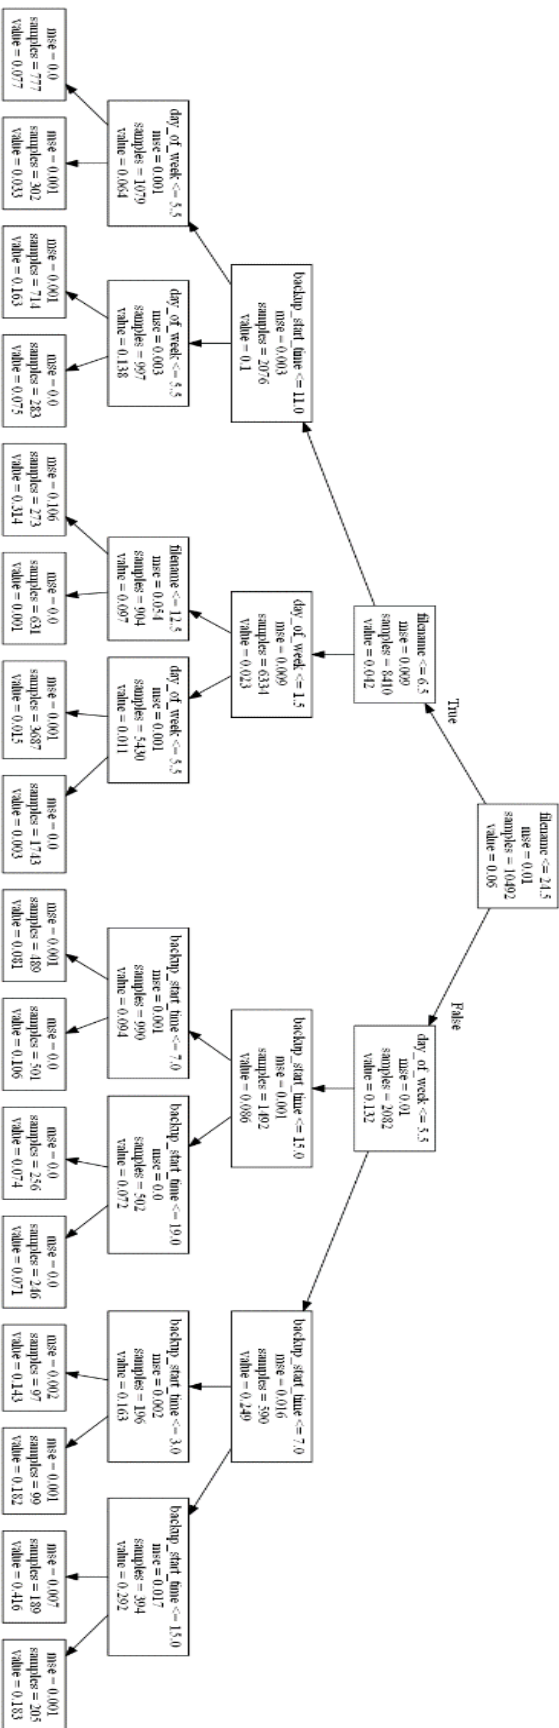 filename <= 24.5
mse = 0.01
samples = 10492
value = 0.06
True
False
filename <= 6.5
mse = 0.009
samples = 8410
value = 0.042
day_of_week <= 5.5
mse = 0.01
samples = 2082
value = 0.132
backup_start_time <= 11.0
mse = 0.003
samples = 2076
value = 0.1
day_of_week <= 1.5
mse = 0.009
samples = 6334
value = 0.023
backup_start_time <= 15.0
mse = 0.001
samples = 1492
value = 0.086
backup_start_time <= 7.0
mse = 0.016
samples = 590
value = 0.249
day_of_week <= 5.5
mse = 0.001
samples = 1079
value = 0.064
day_of_week <= 5.5
mse = 0.003
samples = 997
value = 0.138
filename <= 12.5
mse = 0.054
samples = 904
value = 0.097
day_of_week <= 5.5
mse = 0.001
samples = 5430
value = 0.011
backup_start_time <= 7.0
mse = 0.001
samples = 990
value = 0.094
backup_start_time <= 19.0
mse = 0.0
samples = 502
value = 0.072
backup_start_time <= 3.0
mse = 0.002
samples = 196
value = 0.163
backup_start_time <= 15.0
mse = 0.017
samples = 394
value = 0.292
mse = 0.0
samples = 777
value = 0.077
mse = 0.001
samples = 302
value = 0.033
mse = 0.001
samples = 714
value = 0.163
mse = 0.0
samples = 283
value = 0.075
mse = 0.106
samples = 273
value = 0.314
mse = 0.0
samples = 631
value = 0.001
mse = 0.001
samples = 3687
value = 0.015
mse = 0.0
samples = 1743
value = 0.003
mse = 0.001
samples = 489
value = 0.081
mse = 0.0
samples = 501
value = 0.106
mse = 0.0
samples = 256
value = 0.074
mse = 0.0
samples = 246
value = 0.071
mse = 0.002
samples = 97
value = 0.143
mse = 0.001
samples = 99
value = 0.182
mse = 0.007
samples = 189
value = 0.416
mse = 0.001
samples = 205
value = 0.183